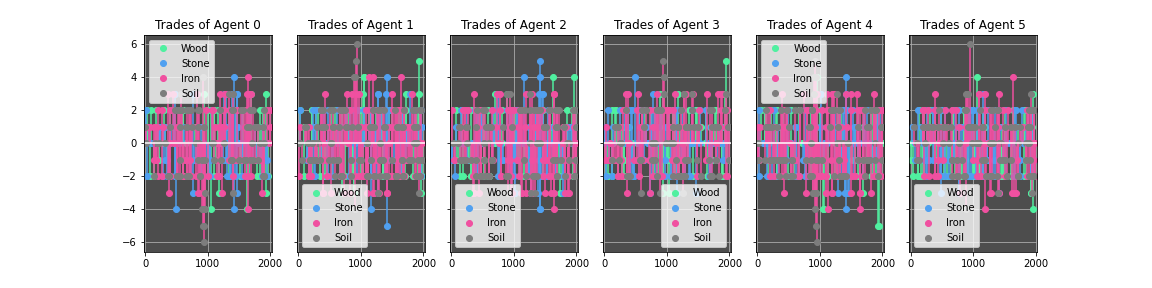 Trades of Agent 0
Trades of Agent 1
Trades of Agent 2
Trades of Agent 3
Trades of Agent 4
Trades of Agent 5
6
4
2
0
−2
−4
−6
Wood
Stone
Iron
Soil
Wood
Stone
Iron
Soil
Wood
Stone
Iron
Soil
Wood
Stone
Iron
Soil
Wood
Stone
Iron
Soil
Wood
Stone
Iron
Soil
0 1000 2000
0 1000 2000
0 1000 2000
0 1000 2000
0 1000 2000
0 1000 2000